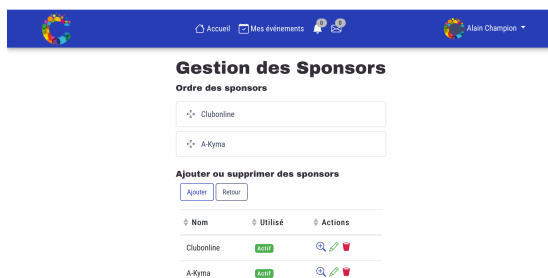 Accueil Mes événements 0 0 Alain Champion
Gestion des Sponsors
Ordre des sponsors
Clubonline
A-Kyma
Ajouter ou supprimer des sponsors
Ajouter Retour
Nom Utilisé Actions
Clubonline Actif
A-Kyma Actif